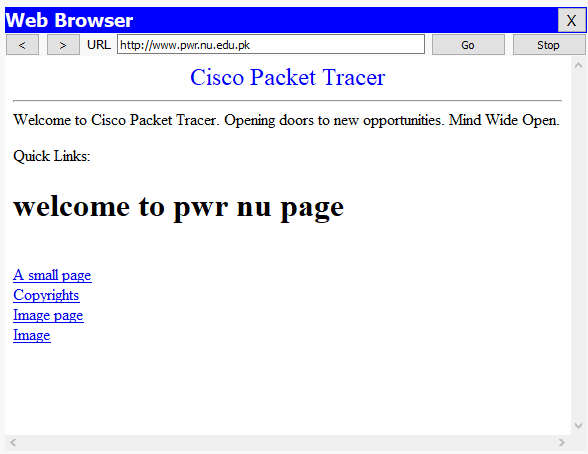 Web Browser X
< > URL http://www.pwr.nu.edu.pk Go Stop
Cisco Packet Tracer
Welcome to Cisco Packet Tracer. Opening doors to new opportunities. Mind Wide Open.
Quick Links:
welcome to pwr nu page
A small page
Copyrights
Image page
Image